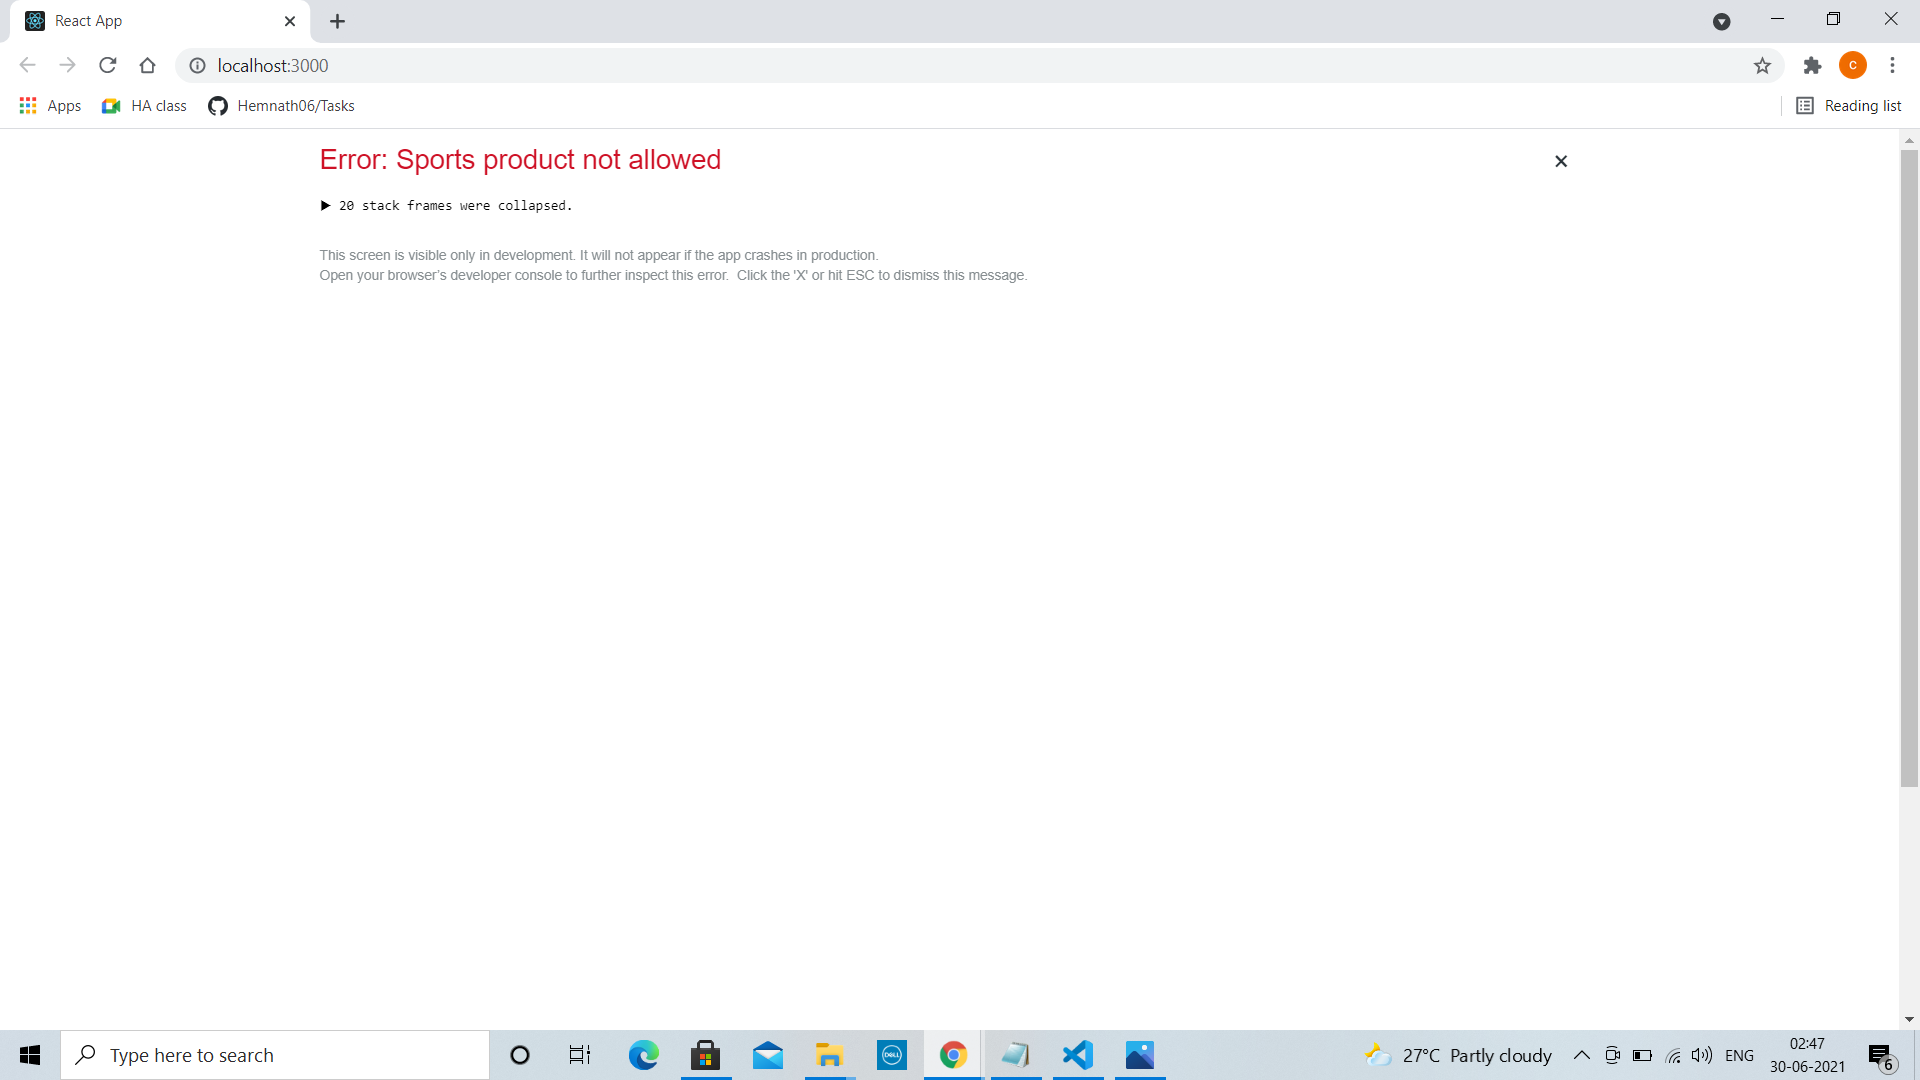 React App
localhost:3000
Apps HA class Hemnath06/Tasks Reading list
Error: Sports product not allowed
▶ 20 stack frames were collapsed.
This screen is visible only in development. It will not appear if the app crashes in production.
Open your browser’s developer console to further inspect this error.  Click the 'X' or hit ESC to dismiss this message.
Type here to search
DELL
27°C Partly cloudy
ENG
02:47
30-06-2021
6
C